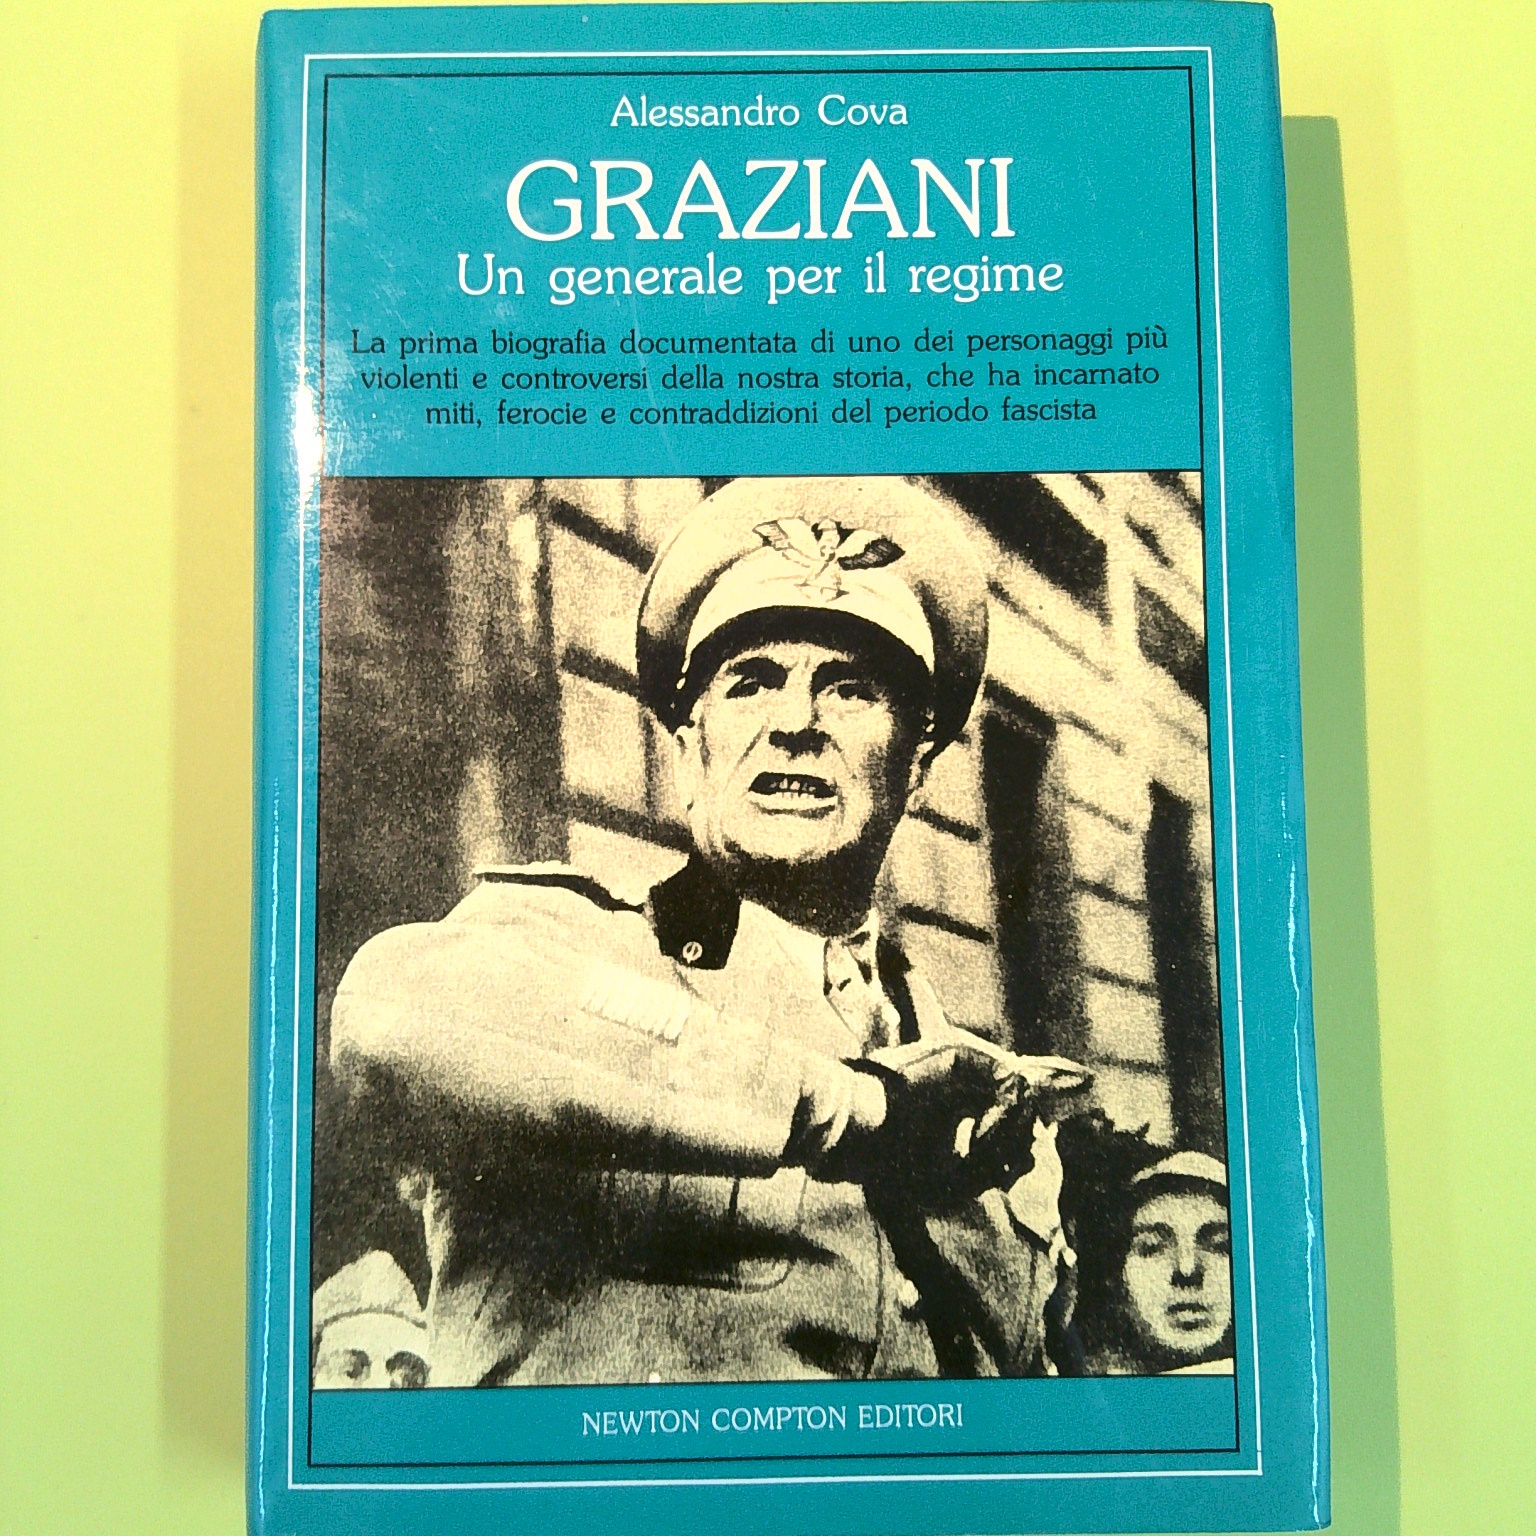 Alessandro Cova
GRAZIANI
Un generale per il regime
La prima biografia documentata di uno dei personaggi più
violenti e controversi della nostra storia, che ha incarnato
miti, ferocie e contraddizioni del periodo fascista
NEWTON COMPTON EDITORI